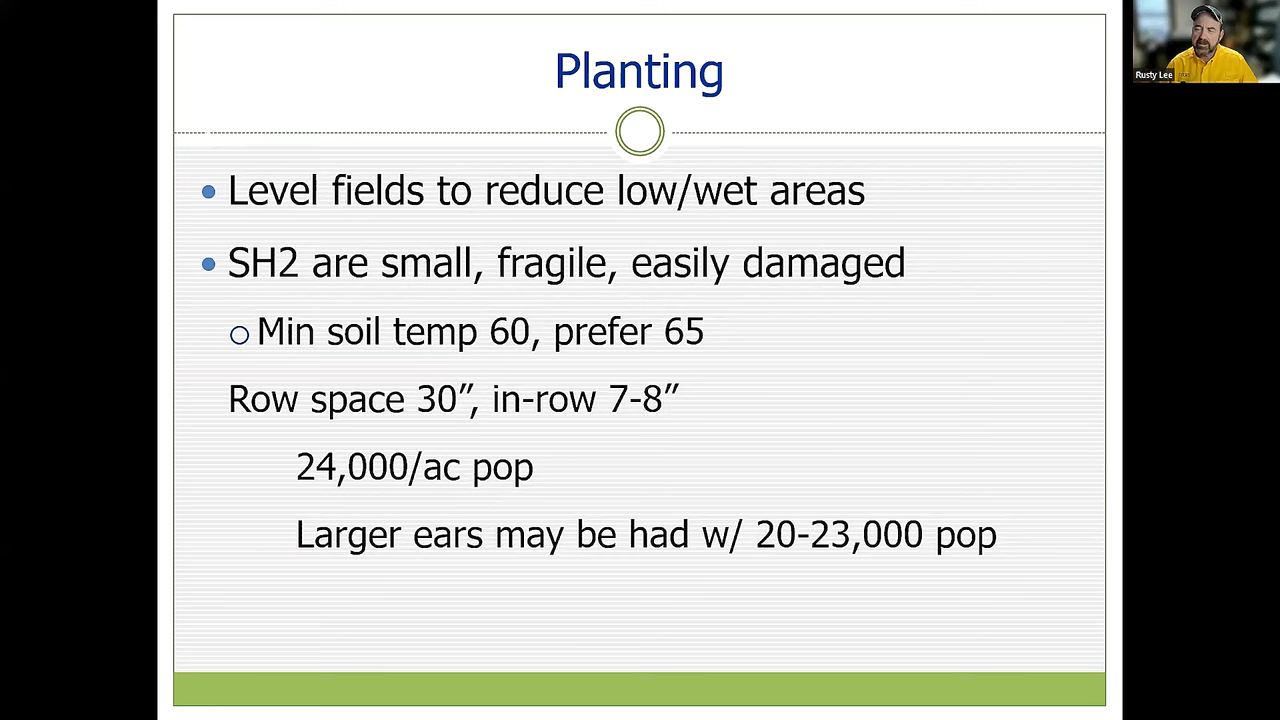 Planting
Level fields to reduce low/wet areas
SH2 are small, fragile, easily damaged
Min soil temp 60, prefer 65
Row space 30”, in-row 7-8”
24,000/ac pop
Larger ears may be had w/ 20-23,000 pop
Rusty Lee